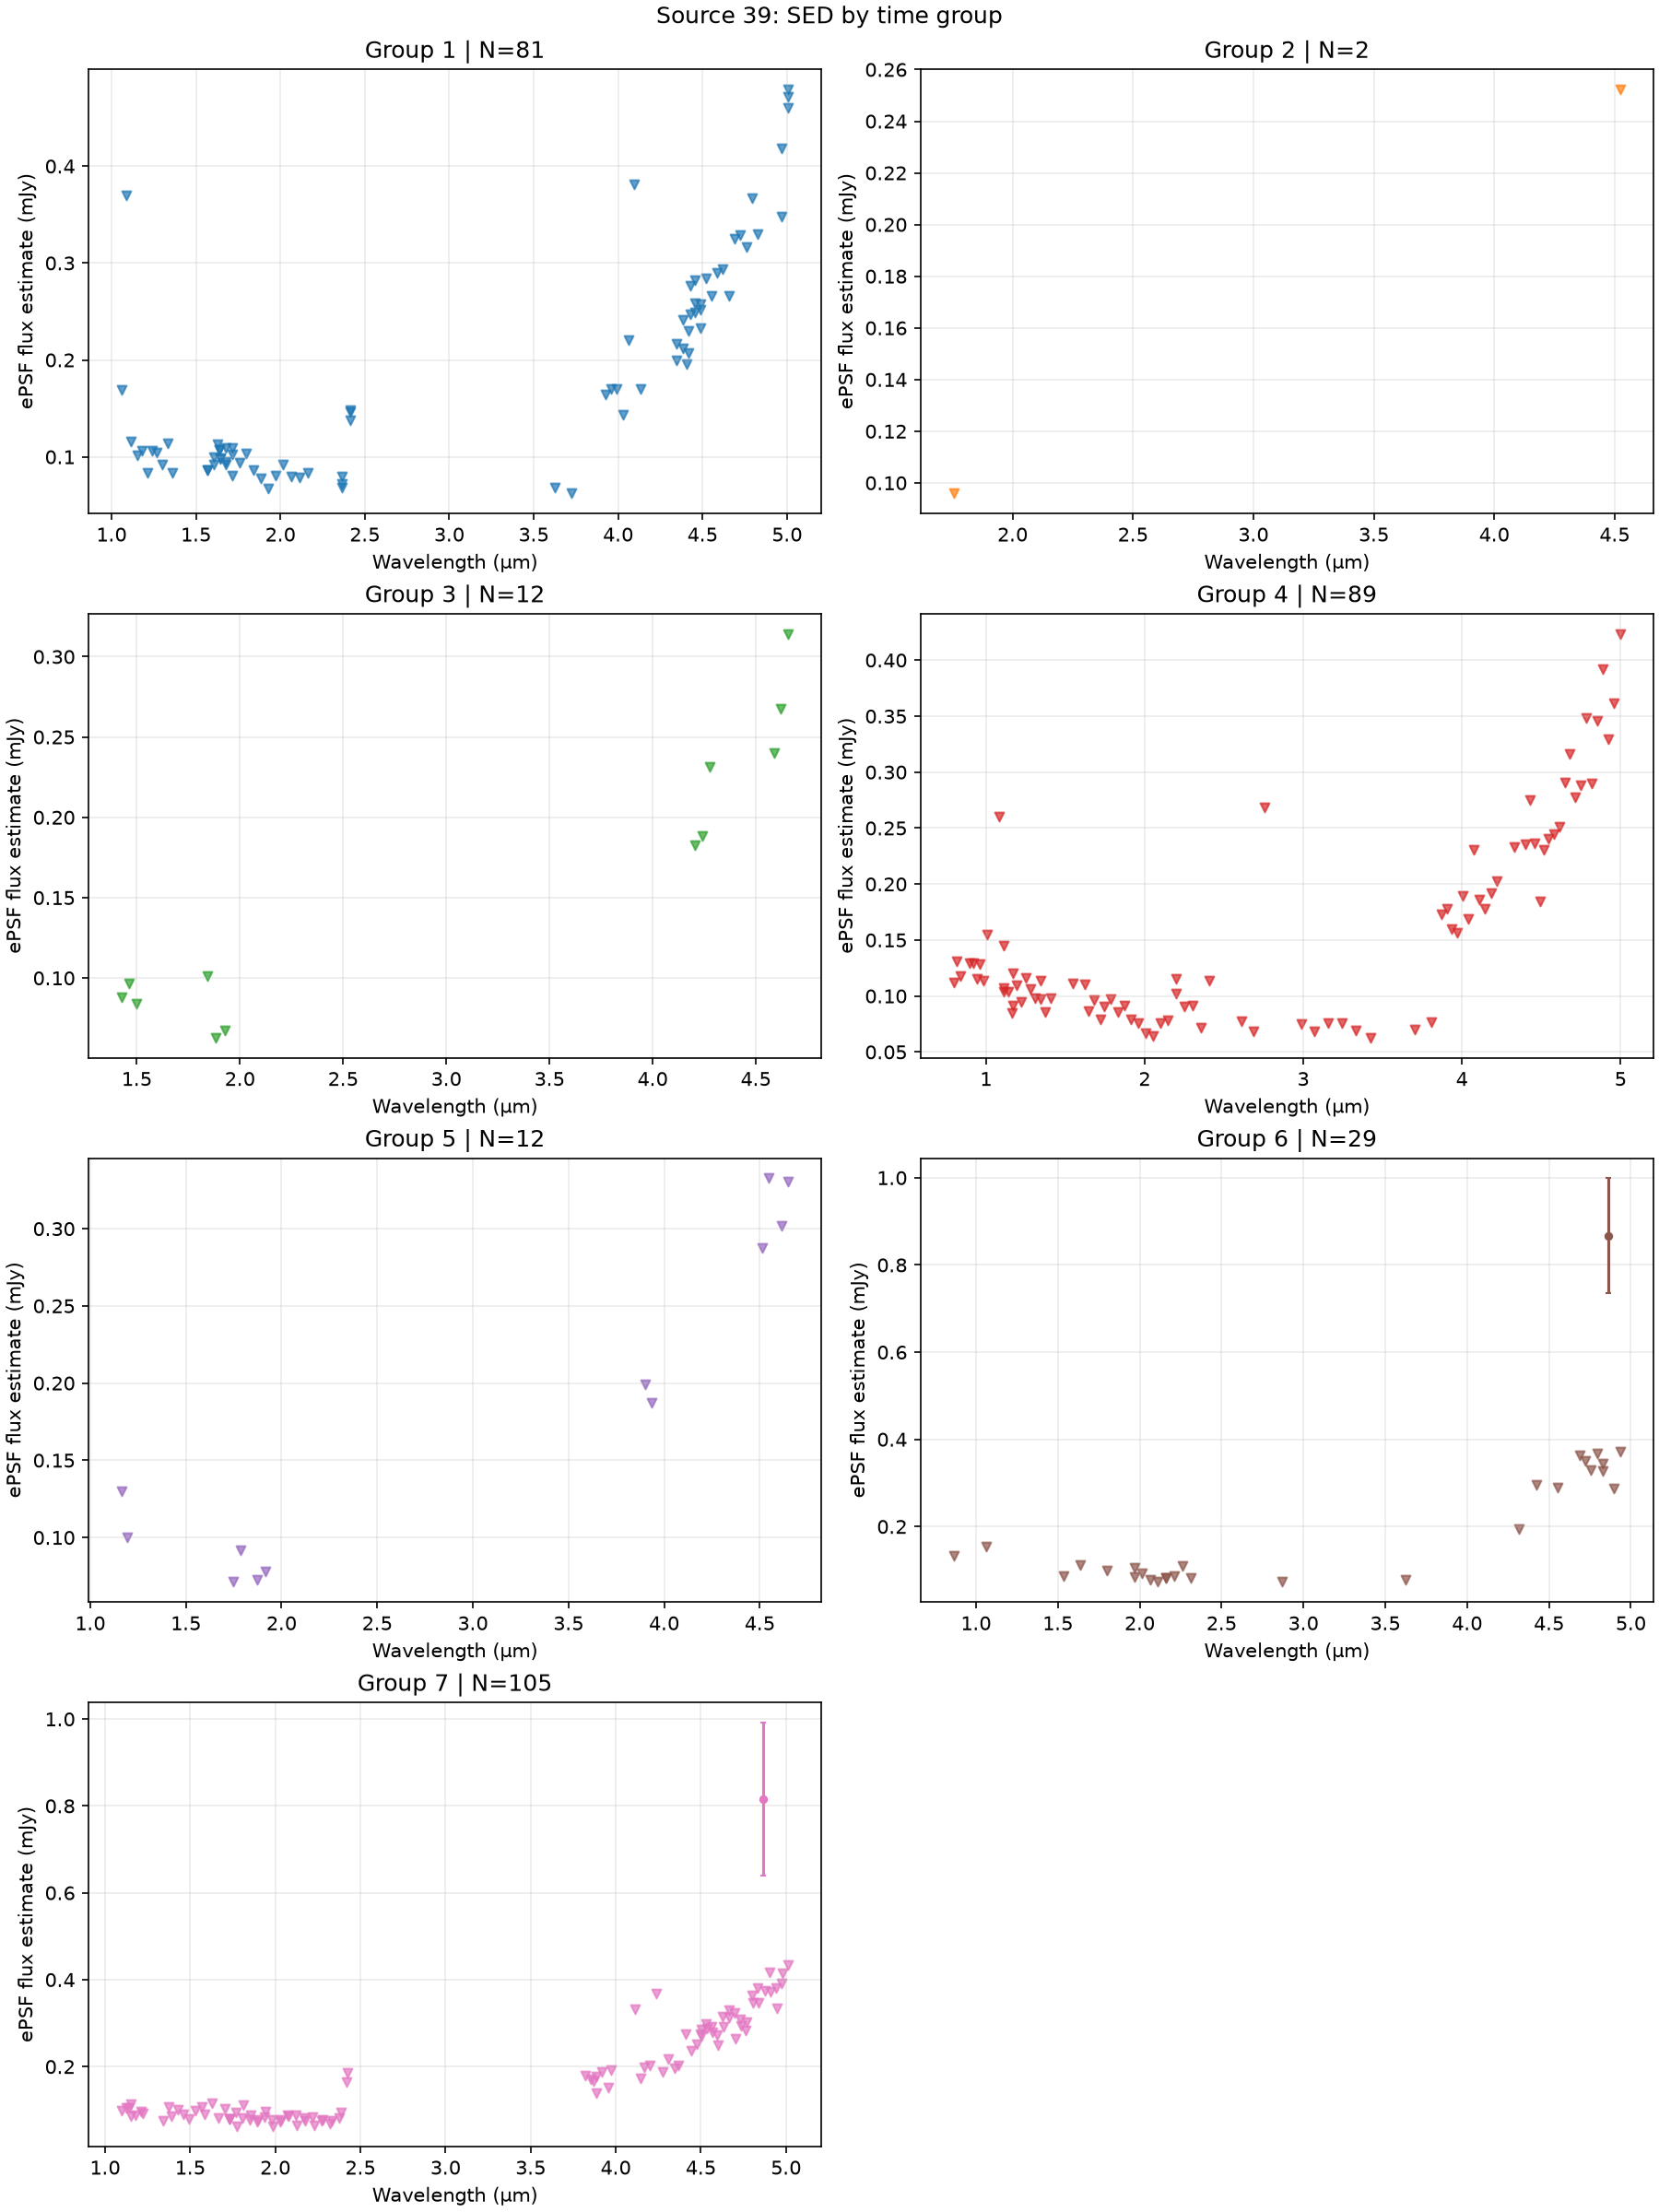 Source 39: SED by time group
Group 1 | N=81
ePSF flux estimate (mJy)
0.4
0.3
0.2
0.1
1.0 1.5 2.0 2.5 3.0 3.5 4.0 4.5 5.0
Wavelength (μm)
Group 2 | N=2
ePSF flux estimate (mJy)
0.26
0.24
0.22
0.20
0.18
0.16
0.14
0.12
0.10
2.0 2.5 3.0 3.5 4.0 4.5
Wavelength (μm)
Group 3 | N=12
ePSF flux estimate (mJy)
0.30
0.25
0.20
0.15
0.10
1.5 2.0 2.5 3.0 3.5 4.0 4.5
Wavelength (μm)
Group 4 | N=89
ePSF flux estimate (mJy)
0.40
0.35
0.30
0.25
0.20
0.15
0.10
0.05
1 2 3 4 5
Wavelength (μm)
Group 5 | N=12
ePSF flux estimate (mJy)
0.30
0.25
0.20
0.15
0.10
1.0 1.5 2.0 2.5 3.0 3.5 4.0 4.5
Wavelength (μm)
Group 6 | N=29
ePSF flux estimate (mJy)
1.0
0.8
0.6
0.4
0.2
1.0 1.5 2.0 2.5 3.0 3.5 4.0 4.5 5.0
Wavelength (μm)
Group 7 | N=105
ePSF flux estimate (mJy)
1.0
0.8
0.6
0.4
0.2
1.0 1.5 2.0 2.5 3.0 3.5 4.0 4.5 5.0
Wavelength (μm)